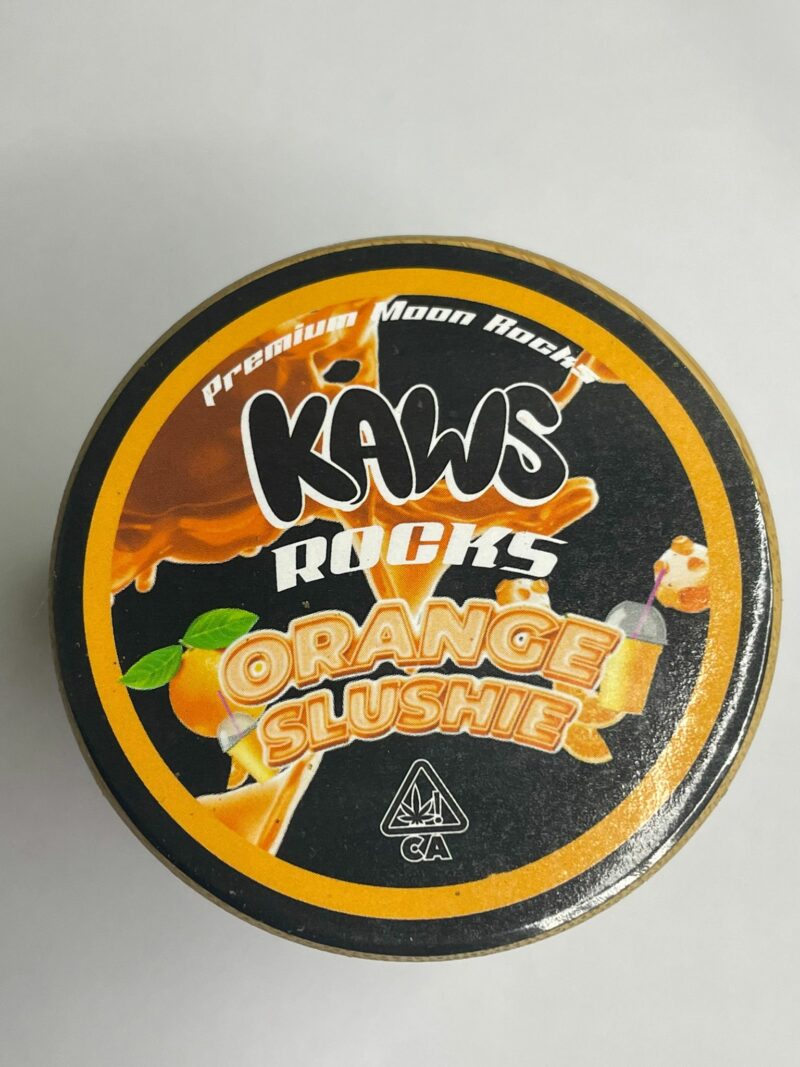 Premium Moon Rocks
KAWS
ROCKS
ORANGE
SLUSHIE
!
CA